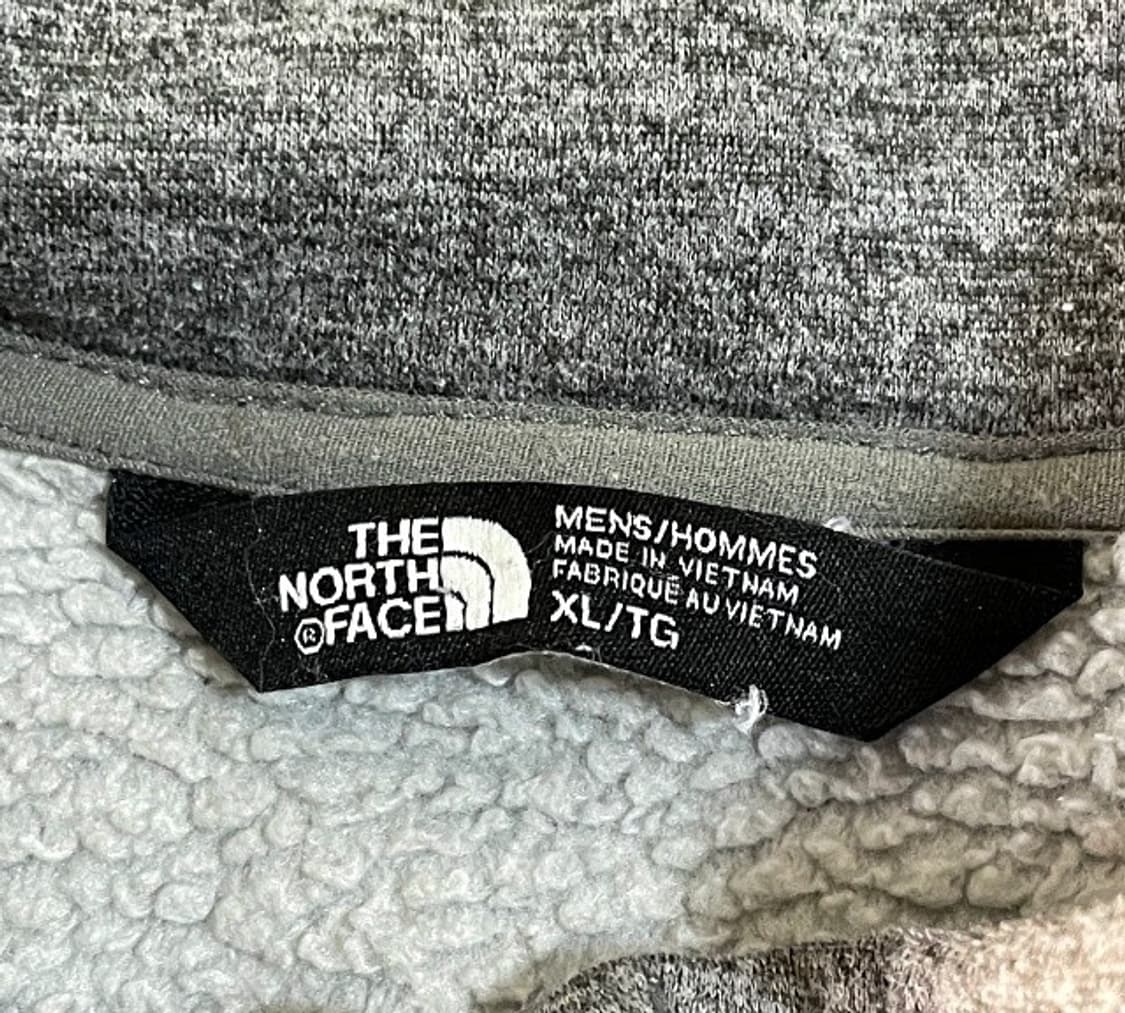 THE
NORTH
®FACE
MENS/HOMMES
MADE IN VIETNAM
FABRIQUÉ AU VIETNAM
XL/TG